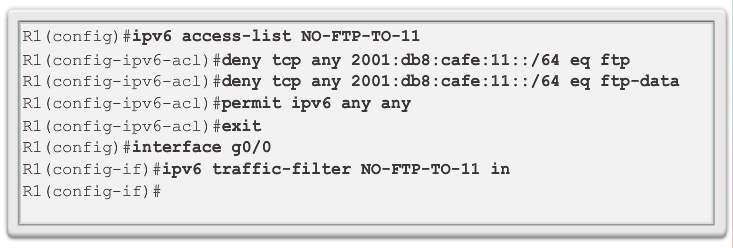 R1(config)#ipv6 access-list NO-FTP-TO-11
R1(config-ipv6-acl)#deny tcp any 2001:db8:cafe:11::/64 eq ftp
R1(config-ipv6-acl)#deny tcp any 2001:db8:cafe:11::/64 eq ftp-data
R1(config-ipv6-acl)#permit ipv6 any any
R1(config-ipv6-acl)#exit
R1(config)#interface g0/0
R1(config-if)#ipv6 traffic-filter NO-FTP-TO-11 in
R1(config-if)#